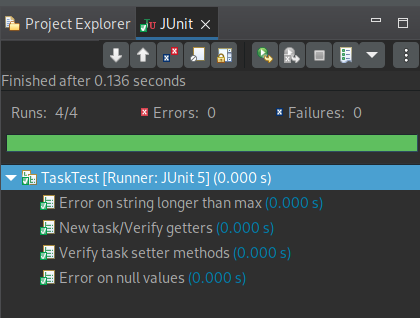 Project Explorer JUnit
Finished after 0.136 seconds
Runs: 4/4 Errors: 0 Failures: 0
TaskTest [Runner: JUnit 5] (0.000 s)
Error on string longer than max (0.000 s)
New task/Verify getters (0.000 s)
Verify task setter methods (0.000 s)
Error on null values (0.000 s)